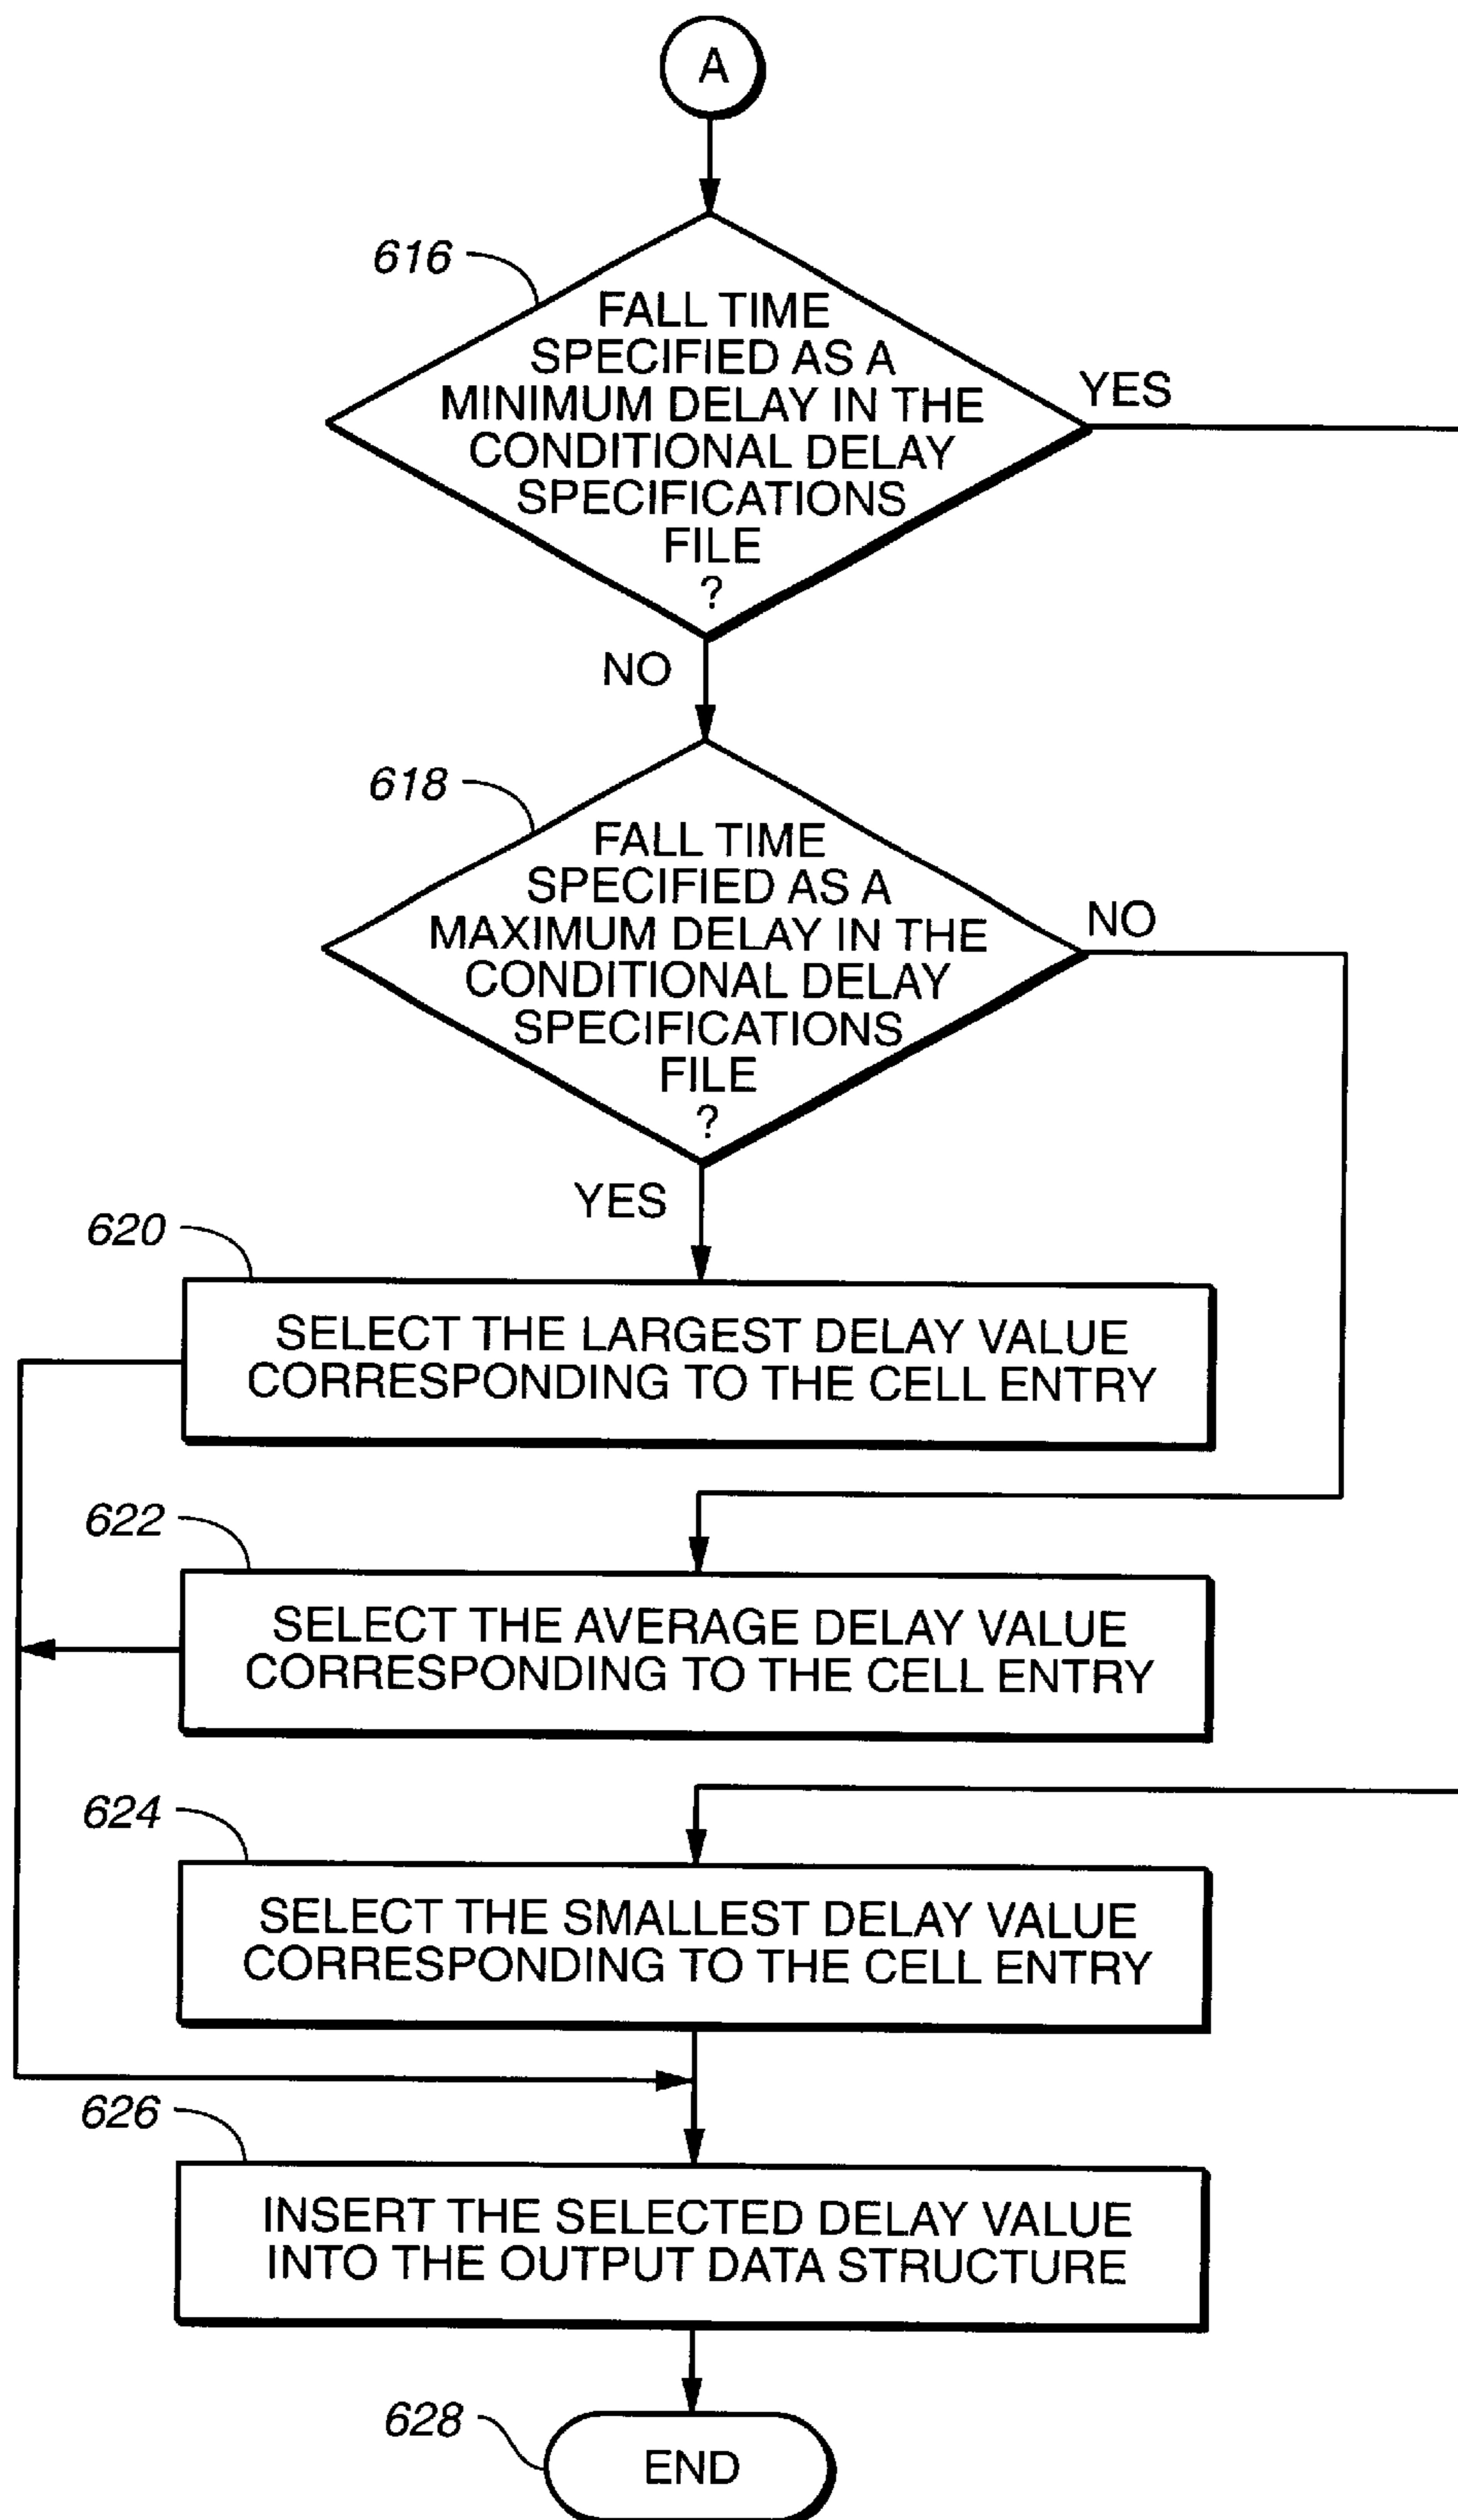 A
616
FALL TIME
SPECIFIED AS A
MINIMUM DELAY IN THE
CONDITIONAL DELAY
SPECIFICATIONS
FILE
?
YES
NO
618
FALL TIME
SPECIFIED AS A
MAXIMUM DELAY IN THE
CONDITIONAL DELAY
SPECIFICATIONS
FILE
?
NO
YES
620
SELECT THE LARGEST DELAY VALUE
CORRESPONDING TO THE CELL ENTRY
622
SELECT THE AVERAGE DELAY VALUE
CORRESPONDING TO THE CELL ENTRY
624
SELECT THE SMALLEST DELAY VALUE
CORRESPONDING TO THE CELL ENTRY
626
INSERT THE SELECTED DELAY VALUE
INTO THE OUTPUT DATA STRUCTURE
628
END